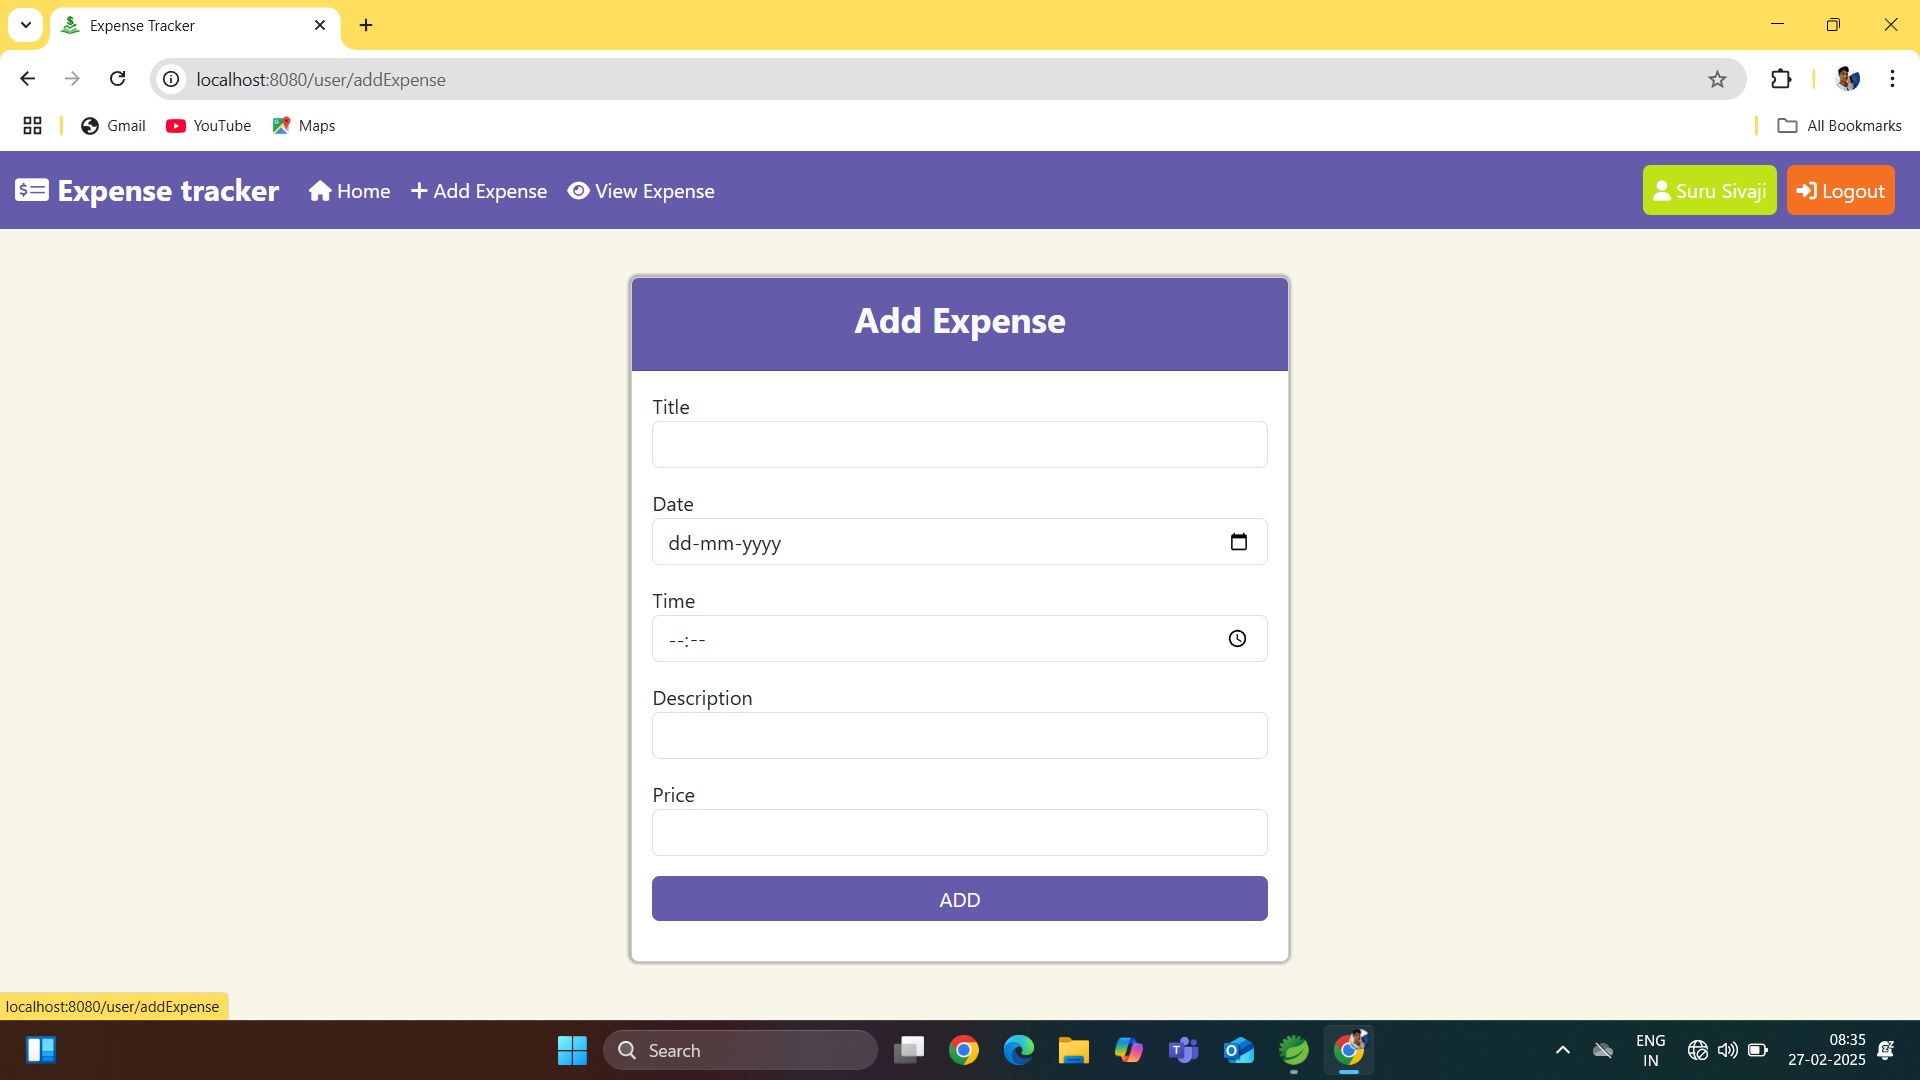 Expense Tracker
localhost:8080/user/addExpense
Gmail YouTube Maps All Bookmarks
Expense tracker Home Add Expense View Expense Suru Sivaji Logout
Add Expense
Title
Date
dd-mm-yyyy
Time
--:--
Description
Price
ADD
localhost:8080/user/addExpense
Search
ENG
IN
08:35
27-02-2025